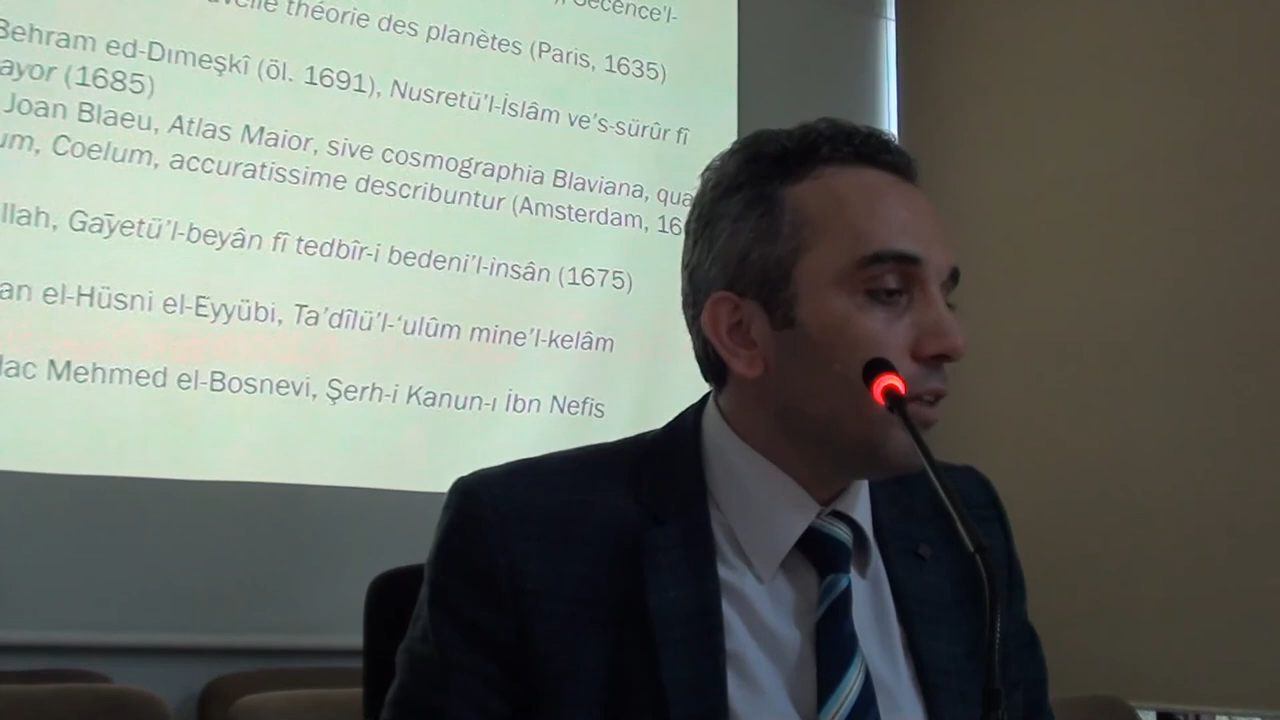 Secence'l-
théorie des planètes (Paris, 1635)
Behram ed-Dımeşkî (öl. 1691), Nusretü'l-İslâm ve's-sürûr fî
ayor (1685)
Joan Blaeu, Atlas Maior, sive cosmographia Blaviana, qua
um, Coelum, accuratissime describuntur (Amsterdam, 16
llah, Gaȳetü'l-beyân fî tedbîr-i bedeni'l-insân (1675)
an el-Hüsni el-Eyyübi, Ta'dîlü'l-'ulûm mine'l-kelâm
lac Mehmed el-Bosnevi, Şerh-i Kanun-ı İbn Nefis